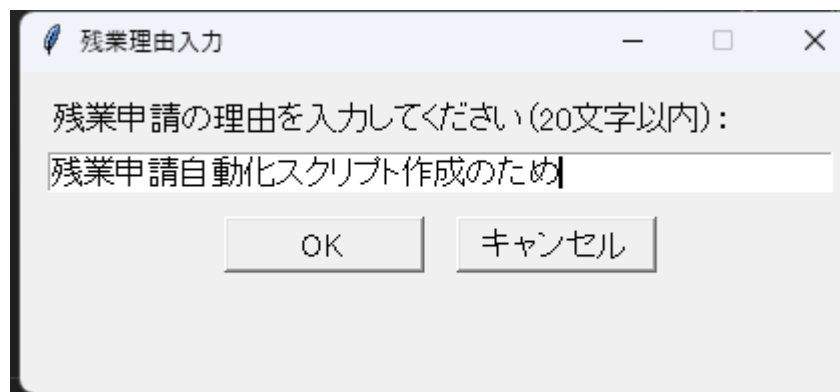 残業理由入力
残業申請の理由を入力してください(20文字以内):
残業申請自動化スクリプト作成のため
OK
キャンセル